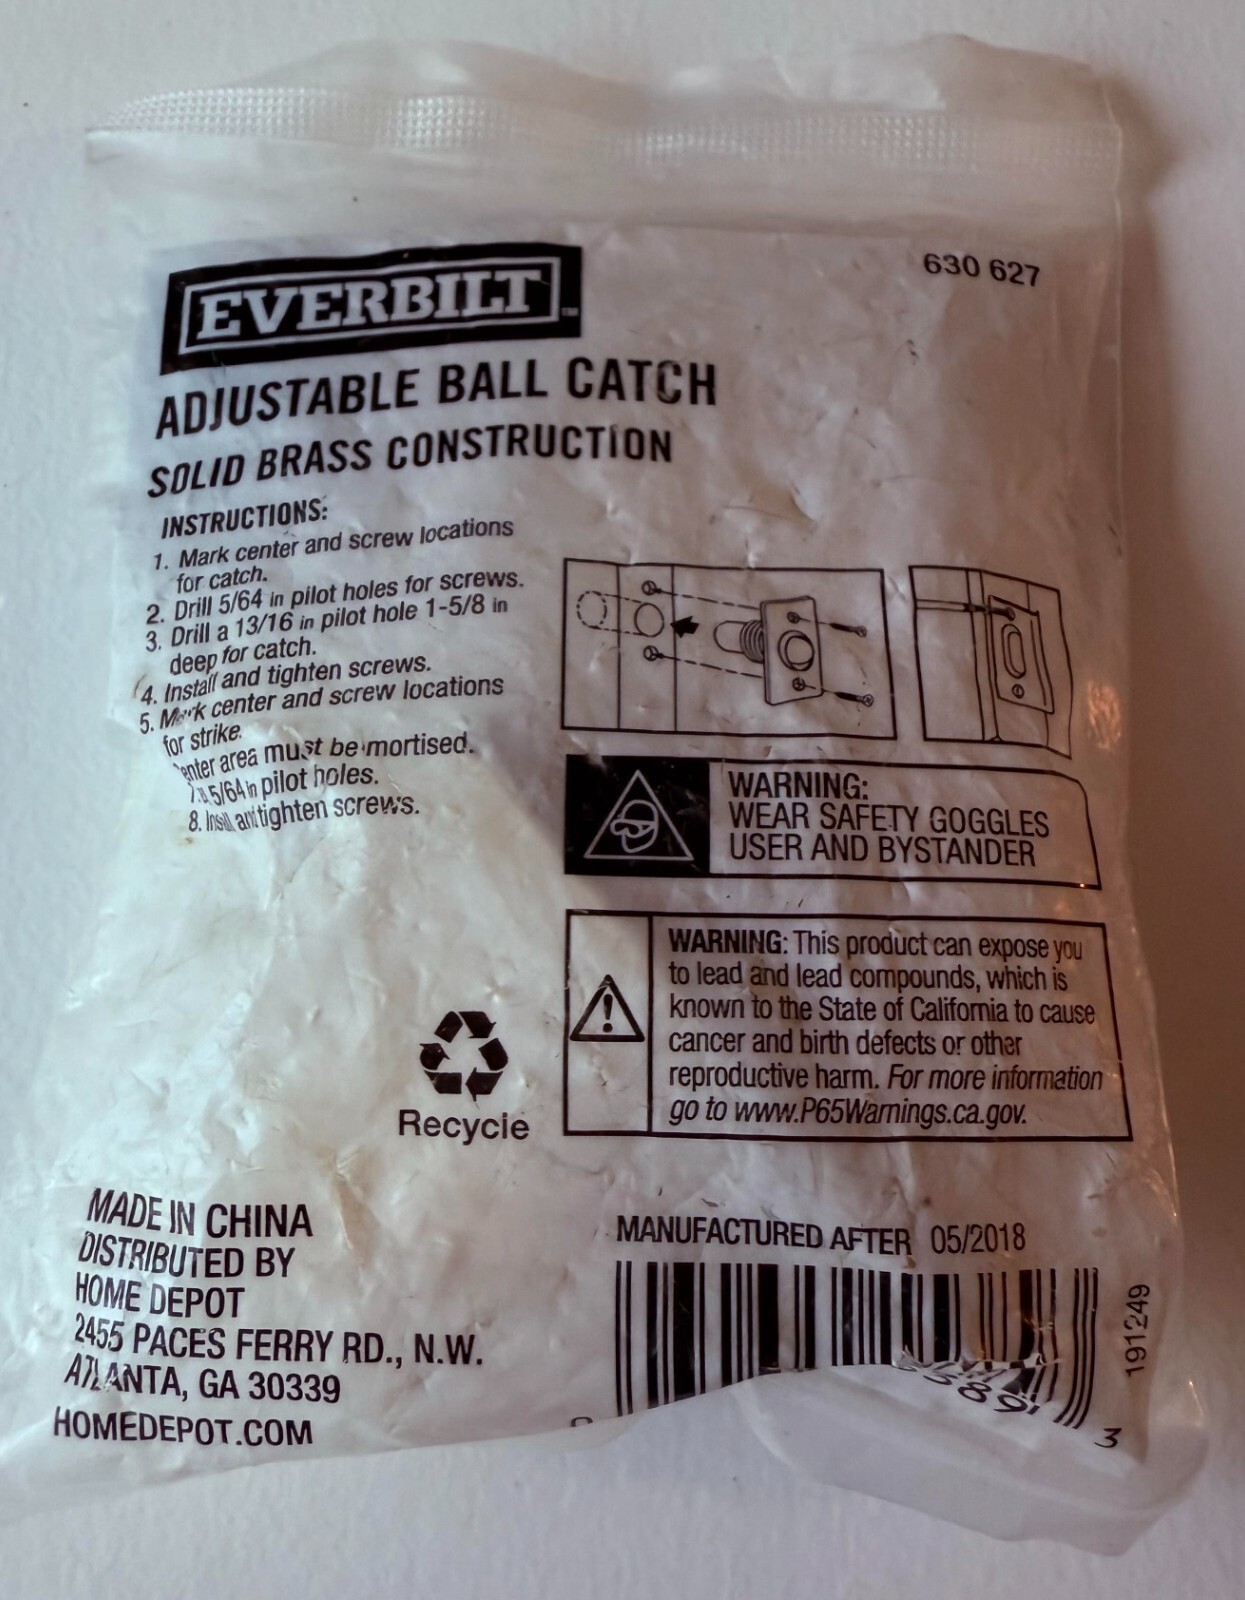 EVERBILT
630 627
ADJUSTABLE BALL CATCH
SOLID BRASS CONSTRUCTION
INSTRUCTIONS:
1. Mark center and screw locations
for catch.
2. Drill 5/64 in pilot holes for screws.
3. Drill a 13/16 in pilot hole 1-5/8 in
deep for catch.
4. Install and tighten screws.
5. Mark center and screw locations
for strike.
area must be mortised.
5/64 in pilot holes.
8. Install and tighten screws.
WARNING:
WEAR SAFETY GOGGLES
USER AND BYSTANDER
WARNING: This product can expose you
to lead and lead compounds, which is
known to the State of California to cause
cancer and birth defects or other
reproductive harm. For more information
go to www.P65Warnings.ca.gov.
Recycle
MADE IN CHINA
DISTRIBUTED BY
HOME DEPOT
2455 PACES FERRY RD., N.W.
ATLANTA, GA 30339
HOMEDEPOT.COM
MANUFACTURED AFTER 05/2018
191249
3